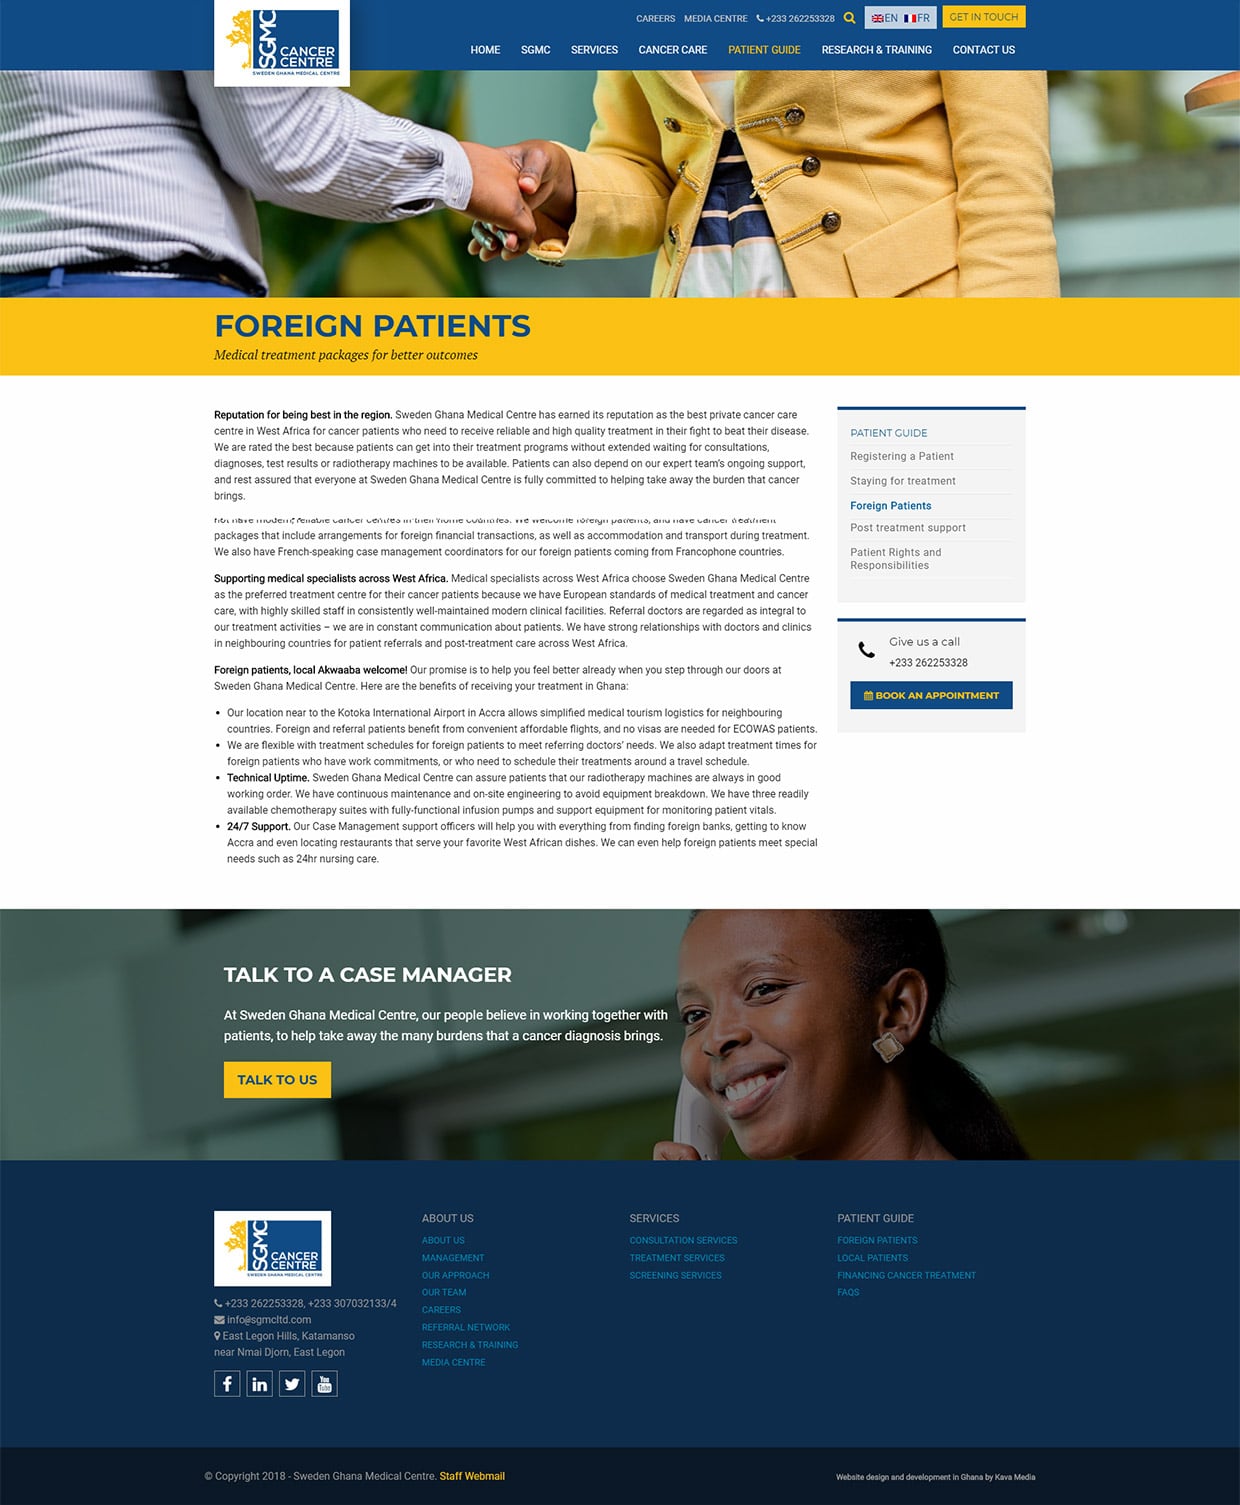 CAREERS MEDIA CENTRE +233 262253328 EN FR GET IN TOUCH
SGMC
CANCER
CENTRE
SWEDEN GHANA MEDICAL CENTRE
HOME SGMC SERVICES CANCER CARE PATIENT GUIDE RESEARCH & TRAINING CONTACT US
FOREIGN PATIENTS
Medical treatment packages for better outcomes
Reputation for being best in the region. Sweden Ghana Medical Centre has earned its reputation as the best private cancer care
centre in West Africa for cancer patients who need to receive reliable and high quality treatment in their fight to beat their disease.
We are rated the best because patients can get into their treatment programs without extended waiting for consultations,
diagnoses, test results or radiotherapy machines to be available. Patients can also depend on our expert team's ongoing support,
and rest assured that everyone at Sweden Ghana Medical Centre is fully committed to helping take away the burden that cancer
brings.
not have modern, reliable cancer centres in their home countries. We welcome foreign patients, and have cancer treatment
packages that include arrangements for foreign financial transactions, as well as accommodation and transport during treatment.
We also have French-speaking case management coordinators for our foreign patients coming from Francophone countries.
Supporting medical specialists across West Africa. Medical specialists across West Africa choose Sweden Ghana Medical Centre
as the preferred treatment centre for their cancer patients because we have European standards of medical treatment and cancer
care, with highly skilled staff in consistently well-maintained modern clinical facilities. Referral doctors are regarded as integral to
our treatment activities – we are in constant communication about patients. We have strong relationships with doctors and clinics
in neighbouring countries for patient referrals and post-treatment care across West Africa.
Foreign patients, local Akwaaba welcome! Our promise is to help you feel better already when you step through our doors at
Sweden Ghana Medical Centre. Here are the benefits of receiving your treatment in Ghana:
• Our location near to the Kotoka International Airport in Accra allows simplified medical tourism logistics for neighbouring
countries. Foreign and referral patients benefit from convenient affordable flights, and no visas are needed for ECOWAS patients.
• We are flexible with treatment schedules for foreign patients to meet referring doctors' needs. We also adapt treatment times for
foreign patients who have work commitments, or who need to schedule their treatments around a travel schedule.
• Technical Uptime. Sweden Ghana Medical Centre can assure patients that our radiotherapy machines are always in good
working order. We have continuous maintenance and on-site engineering to avoid equipment breakdown. We have three readily
available chemotherapy suites with fully-functional infusion pumps and support equipment for monitoring patient vitals.
• 24/7 Support. Our Case Management support officers will help you with everything from finding foreign banks, getting to know
Accra and even locating restaurants that serve your favorite West African dishes. We can even help foreign patients meet special
needs such as 24hr nursing care.
PATIENT GUIDE
Registering a Patient
Staying for treatment
Foreign Patients
Post treatment support
Patient Rights and
Responsibilities
Give us a call
+233 262253328
BOOK AN APPOINTMENT
TALK TO A CASE MANAGER
At Sweden Ghana Medical Centre, our people believe in working together with
patients, to help take away the many burdens that a cancer diagnosis brings.
TALK TO US
SGMC
CANCER
CENTRE
SWEDEN GHANA MEDICAL CENTRE
+233 262253328, +233 307032133/4
info@sgmcltd.com
East Legon Hills, Katamanso
near Nmai Djorn, East Legon
ABOUT US
ABOUT US
MANAGEMENT
OUR APPROACH
OUR TEAM
CAREERS
REFERRAL NETWORK
RESEARCH & TRAINING
MEDIA CENTRE
SERVICES
CONSULTATION SERVICES
TREATMENT SERVICES
SCREENING SERVICES
PATIENT GUIDE
FOREIGN PATIENTS
LOCAL PATIENTS
FINANCING CANCER TREATMENT
FAQS
© Copyright 2018 - Sweden Ghana Medical Centre. Staff Webmail
Website design and development in Ghana by Kava Media